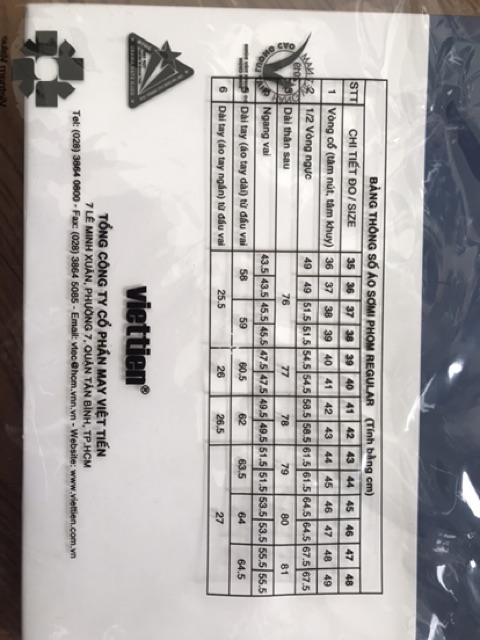 BẢNG THÔNG SỐ ÁO SƠMI PHOM REGULAR (Tính bằng cm)
STT CHI TIẾT ĐO / SIZE 35 36 37 38 39 40 41 42 43 44 45 46 47 48
1 Vòng cổ (tâm nút, tâm khuy) 36 37 38 39 40 41 42 43 44 45 46 47 48 49
2 1/2 Vòng ngực 49 49 51.5 51.5 54.5 54.5 58.5 58.5 61.5 61.5 64.5 64.5 67.5 67.5
3 Dài thân sau 76 77 78 79 80 81
Ngang vai 43.5 43.5 45.5 45.5 47.5 47.5 49.5 49.5 51.5 51.5 53.5 53.5 55.5 55.5
5 Dài tay (áo tay dài) từ đầu vai 58 59 60.5 62 63.5 64 64.5
6 Dài tay (áo tay ngắn) từ đầu vai 25.5 26 26.5 27
viettien®
TỔNG CÔNG TY CỔ PHẦN MAY VIỆT TIẾN
7 LÊ MINH XUÂN, PHƯỜNG 7, QUẬN TÂN BÌNH, TP.HCM
Tel: (028) 3864 0800 - Fax: (028) 3864 5085 - Email: vtec@hcm.vnn.vn - Website: www.viettien.com.vn